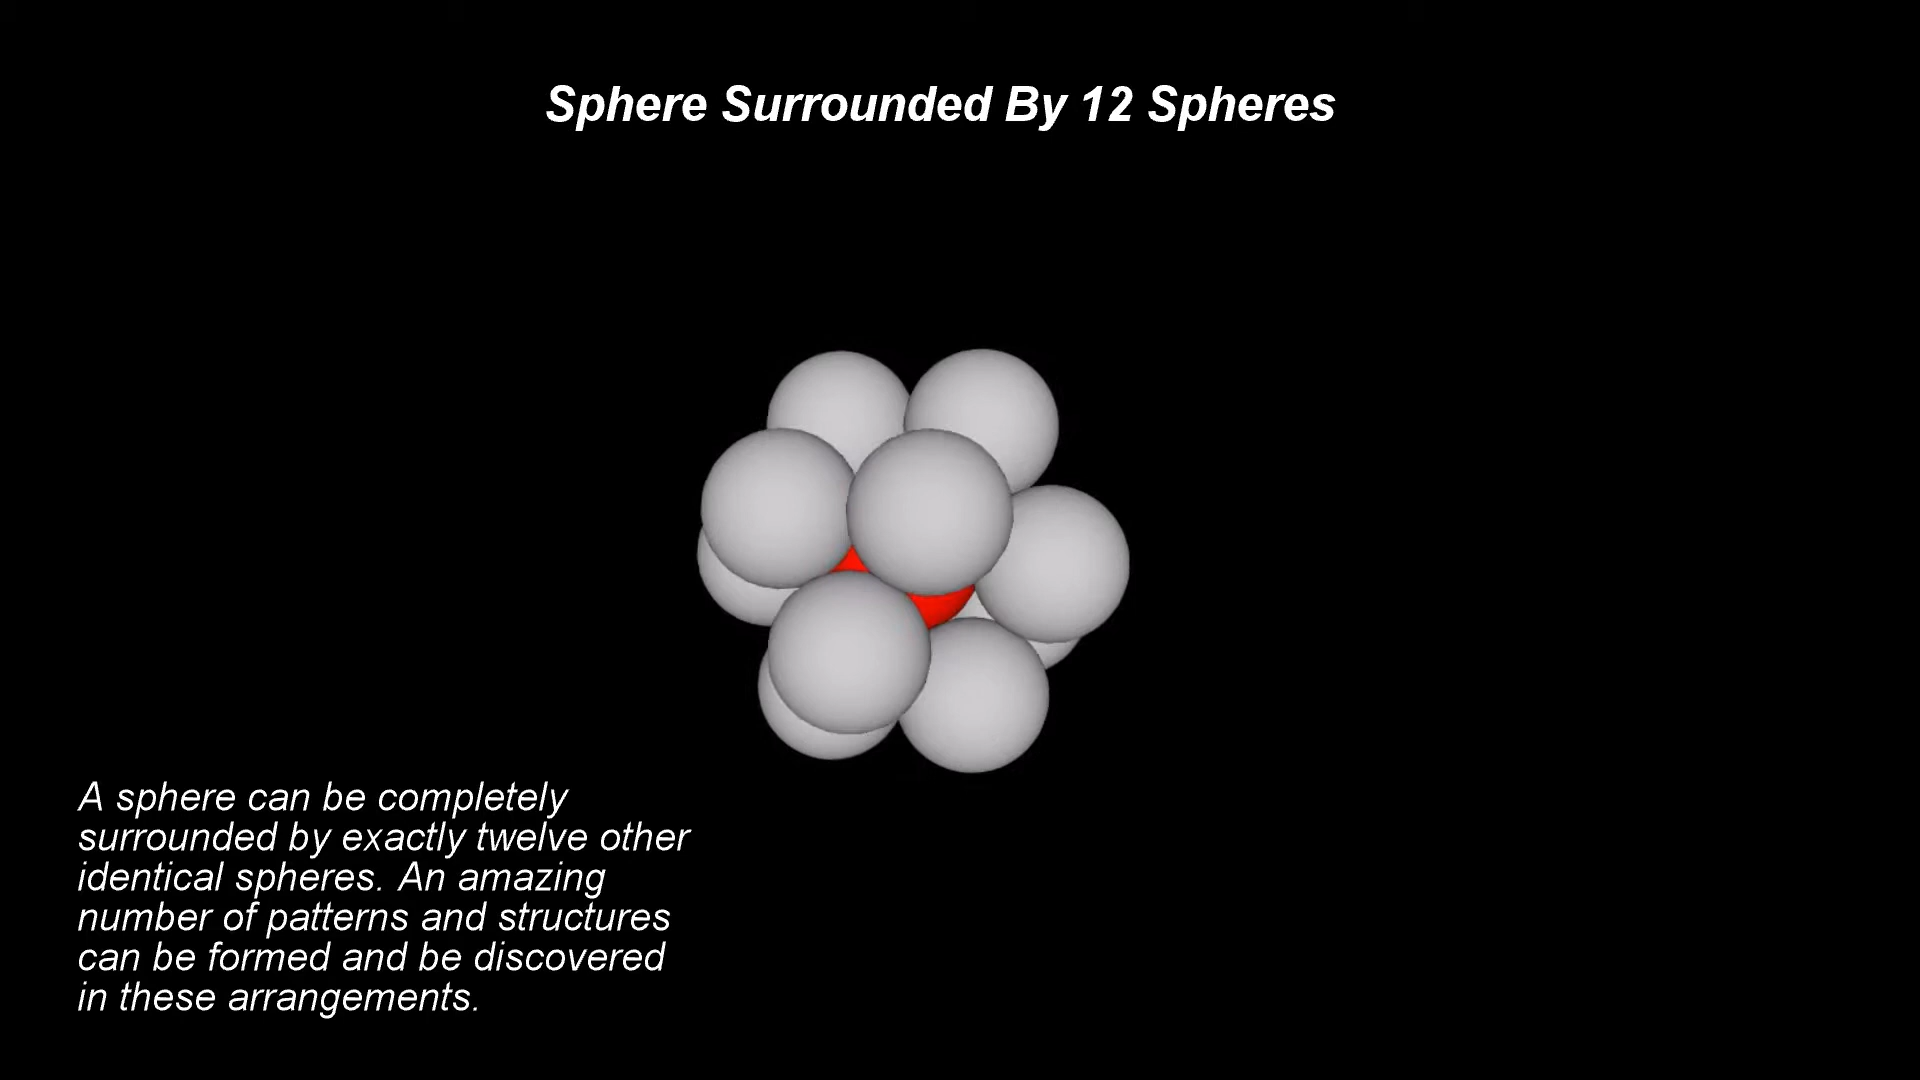 Sphere Surrounded By 12 Spheres
A sphere can be completely
surrounded by exactly twelve other
identical spheres. An amazing
number of patterns and structures
can be formed and be discovered
in these arrangements.